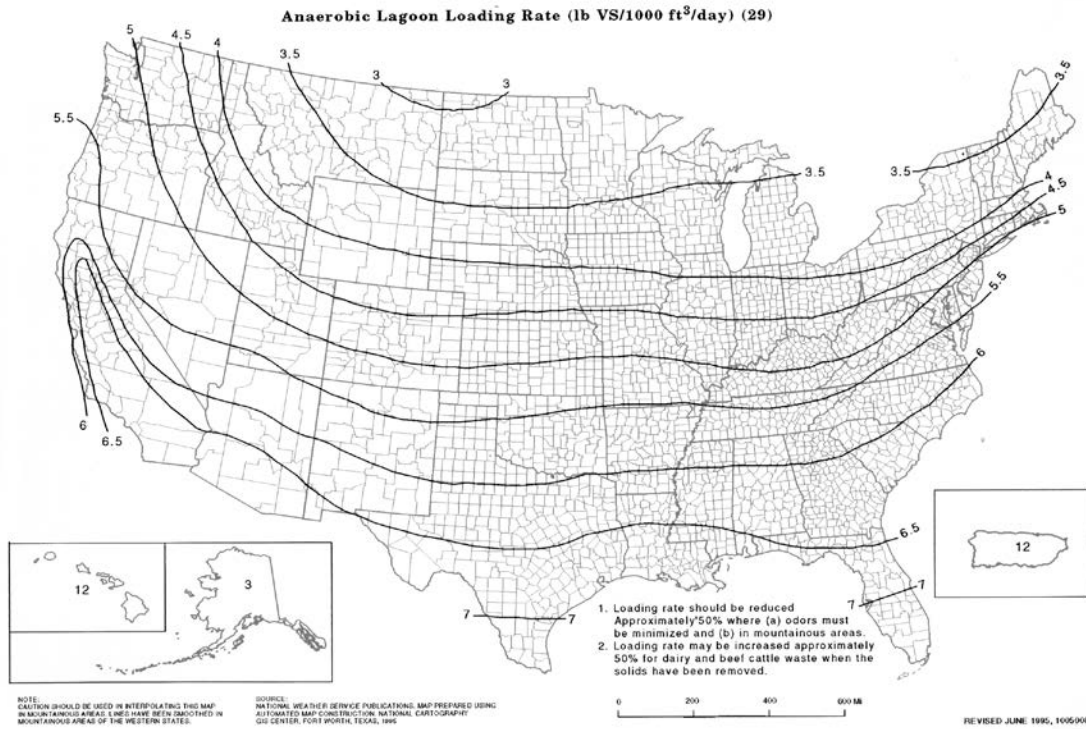 Anaerobic Lagoon Loading Rate (lb VS/1000 ft³/day) (29)
5
4.5
4
3.5
3
3
3.5
5.5
3.5
3.5
4
4.5
5
5.5
6
6
6.5
6.5
12
3
12
7
7
7
7
1. Loading rate should be reduced
Approximately 50% where (a) odors must
be minimized and (b) in mountainous areas.
2. Loading rate may be increased approximately
50% for dairy and beef cattle waste when the
solids have been removed.
0 200 400 600 Mi
NOTE:
CAUTION SHOULD BE USED IN INTERPOLATING THIS MAP
IN MOUNTAINOUS AREAS. LINES HAVE BEEN SMOOTHED IN
MOUNTAINOUS AREAS OF THE WESTERN STATES.
SOURCE:
NATIONAL WEATHER SERVICE PUBLICATIONS. MAP PREPARED USING
AUTOMATED MAP CONSTRUCTION. NATIONAL CARTOGRAPHY
GIS CENTER, FORT WORTH, TEXAS, 1995
REVISED JUNE 1995,